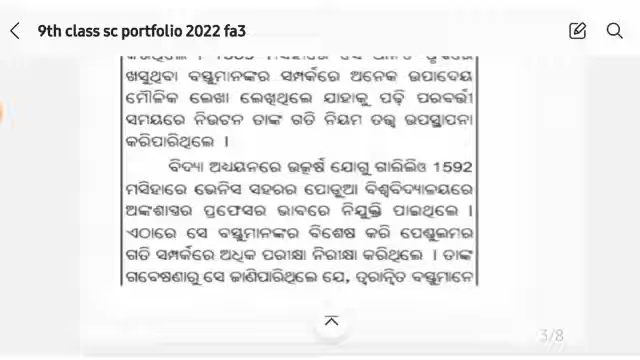 9th class sc portfolio 2022 fa3
ଖସୁଥିବା ବସ୍ତୁମାନଙ୍କର ସମ୍ପର୍କରେ ଅନେକ ଉପାଦେୟ
ମୌଳିକ ଲେଖା ଲେଖିଥିଲେ ଯାହାକୁ ପଢ଼ି ପରବର୍ତ୍ତୀ
ସମୟରେ ନିଉଟନ ତାଙ୍କ ଗତି ନିୟମ ତତ୍ତ୍ୱ ଉପସ୍ଥାପନା
କରିପାରିଥିଲେ ।
ବିଦ୍ୟା ଅଧ୍ୟୟନରେ ଉତ୍କର୍ଷ ଯୋଗୁ ଗାଲିଲିଓ 1592
ମସିହାରେ ଭେନିସ ସହରର ପୋଡୁଆ ବିଶ୍ୱବିଦ୍ୟାଳୟରେ
ଅଙ୍କଶାସ୍ତ୍ରର ପ୍ରଫେସର ଭାବରେ ନିଯୁକ୍ତି ପାଇଥିଲେ ।
ଏଠାରେ ସେ ବସ୍ତୁମାନଙ୍କର ବିଶେଷ କରି ପେଣ୍ଡୁଲମର
ଗତି ସମ୍ପର୍କରେ ଅଧିକ ପରୀକ୍ଷା ନିରୀକ୍ଷା କରିଥିଲେ । ତାଙ୍କ
ଗବେଷଣାରୁ ସେ ଜାଣିପାରିଥିଲେ ଯେ, ତ୍ୱରାନ୍ୱିତ ବସ୍ତୁମାନେ
3/8